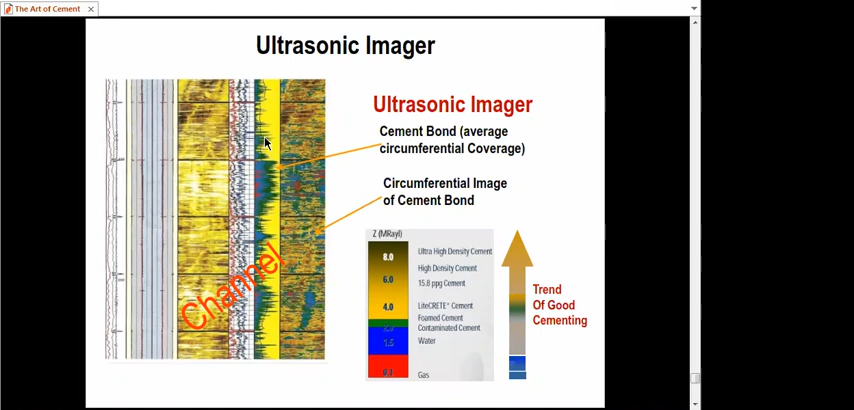 The Art of Cement
Ultrasonic Imager
Ultrasonic Imager
Cement Bond (average
circumferential Coverage)
Circumferential Image
of Cement Bond
Channel
Z (MRayl)
8.0
Ultra High Density Cement
High Density Cement
6.0
15.8 ppg Cement
4.0
LiteCRETE™ Cement
Foamed Cement
Contaminated Cement
1.5
Water
0.1
Gas
Trend
Of Good
Cementing